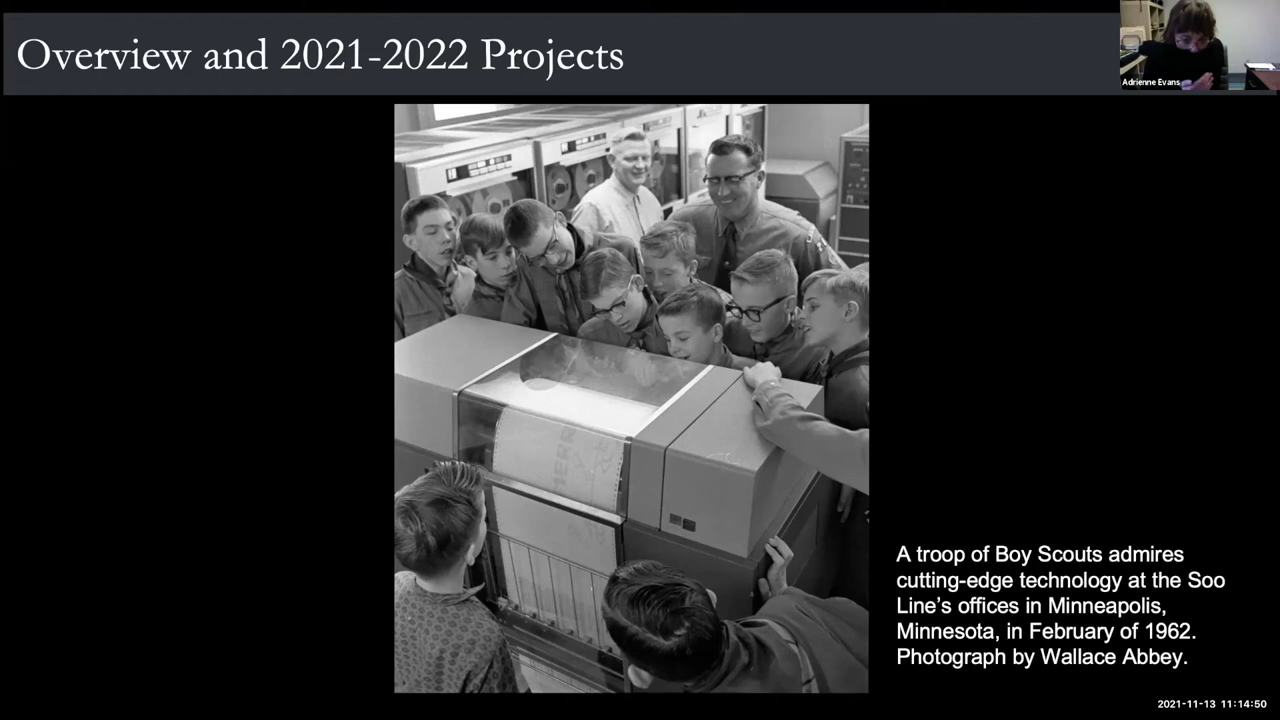 Overview and 2021-2022 Projects
Adrienne Evans
A troop of Boy Scouts admires
cutting-edge technology at the Soo
Line's offices in Minneapolis,
Minnesota, in February of 1962.
Photograph by Wallace Abbey.
2021-11-13 11:14:50